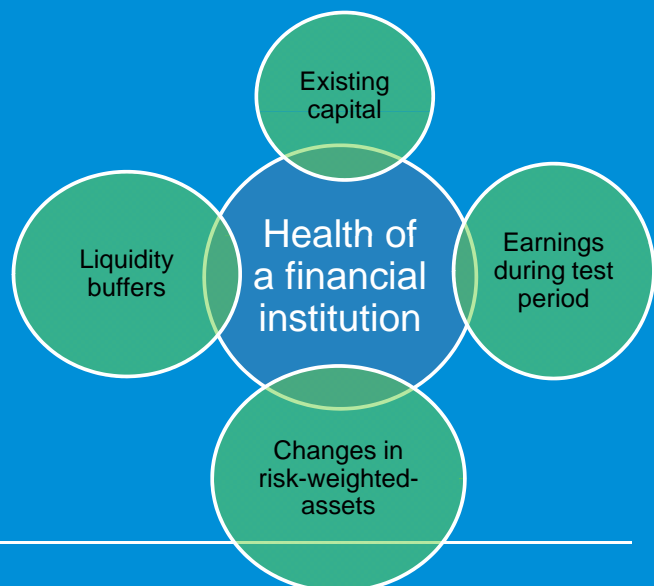 Existing
capital
Liquidity
buffers
Health of
a financial
institution
Earnings
during test
period
Changes in
risk-weighted-
assets